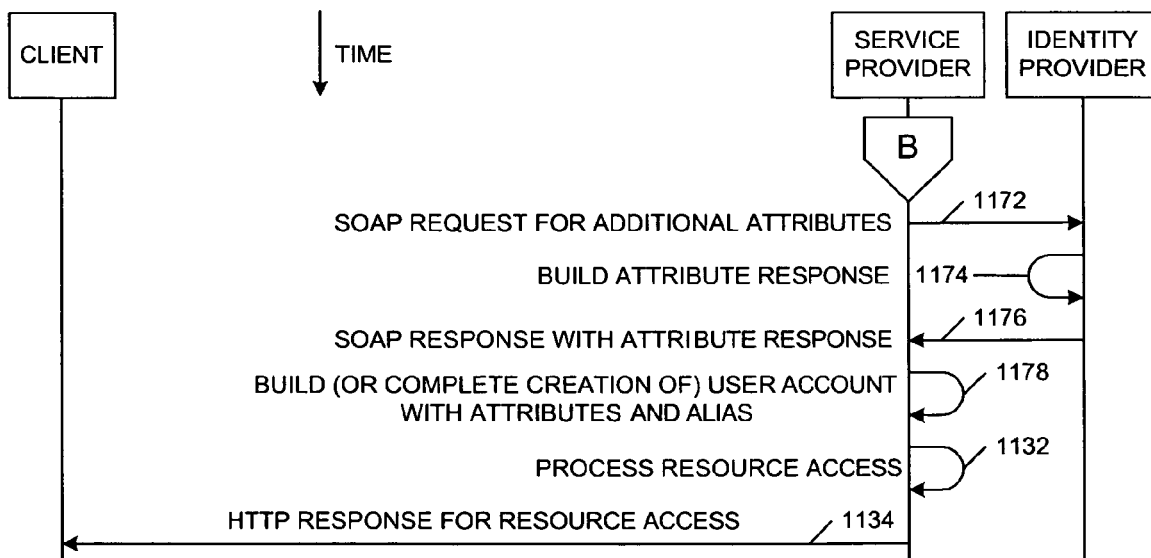 CLIENT
TIME
SERVICE
PROVIDER
IDENTITY
PROVIDER
B
1172
SOAP REQUEST FOR ADDITIONAL ATTRIBUTES
BUILD ATTRIBUTE RESPONSE 1174
1176
SOAP RESPONSE WITH ATTRIBUTE RESPONSE
1178
BUILD (OR COMPLETE CREATION OF) USER ACCOUNT
WITH ATTRIBUTES AND ALIAS
1132
PROCESS RESOURCE ACCESS
HTTP RESPONSE FOR RESOURCE ACCESS 1134